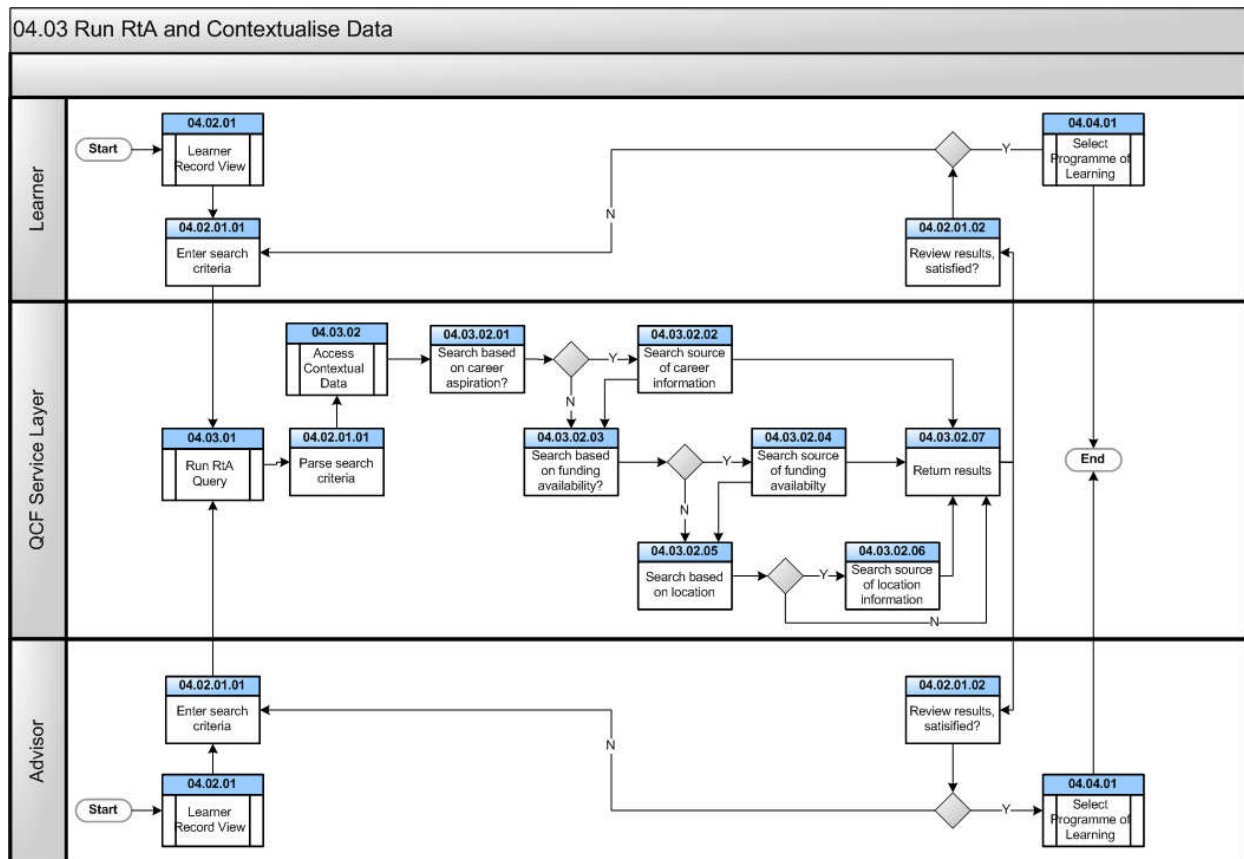 04.03 Run RtA and Contextualise Data
Learner
Start
04.02.01
Learner
Record View
04.02.01.01
Enter search
criteria
N
Y
04.02.01.02
Review results,
satisfied?
04.04.01
Select
Programme of
Learning
QCF Service Layer
04.03.01
Run RtA
Query
04.02.01.01
Parse search
criteria
04.03.02
Access
Contextual
Data
04.03.02.01
Search based
on career
aspiration?
Y
N
04.03.02.02
Search source
of career
information
04.03.02.03
Search based
on funding
availability?
Y
N
04.03.02.04
Search source
of funding
availabilty
04.03.02.05
Search based
on location
Y
N
04.03.02.06
Search source
of location
information
04.03.02.07
Return results
End
Advisor
04.02.01.01
Enter search
criteria
Start
04.02.01
Learner
Record View
N
04.02.01.02
Review results,
satisified?
Y
04.04.01
Select
Programme of
Learning